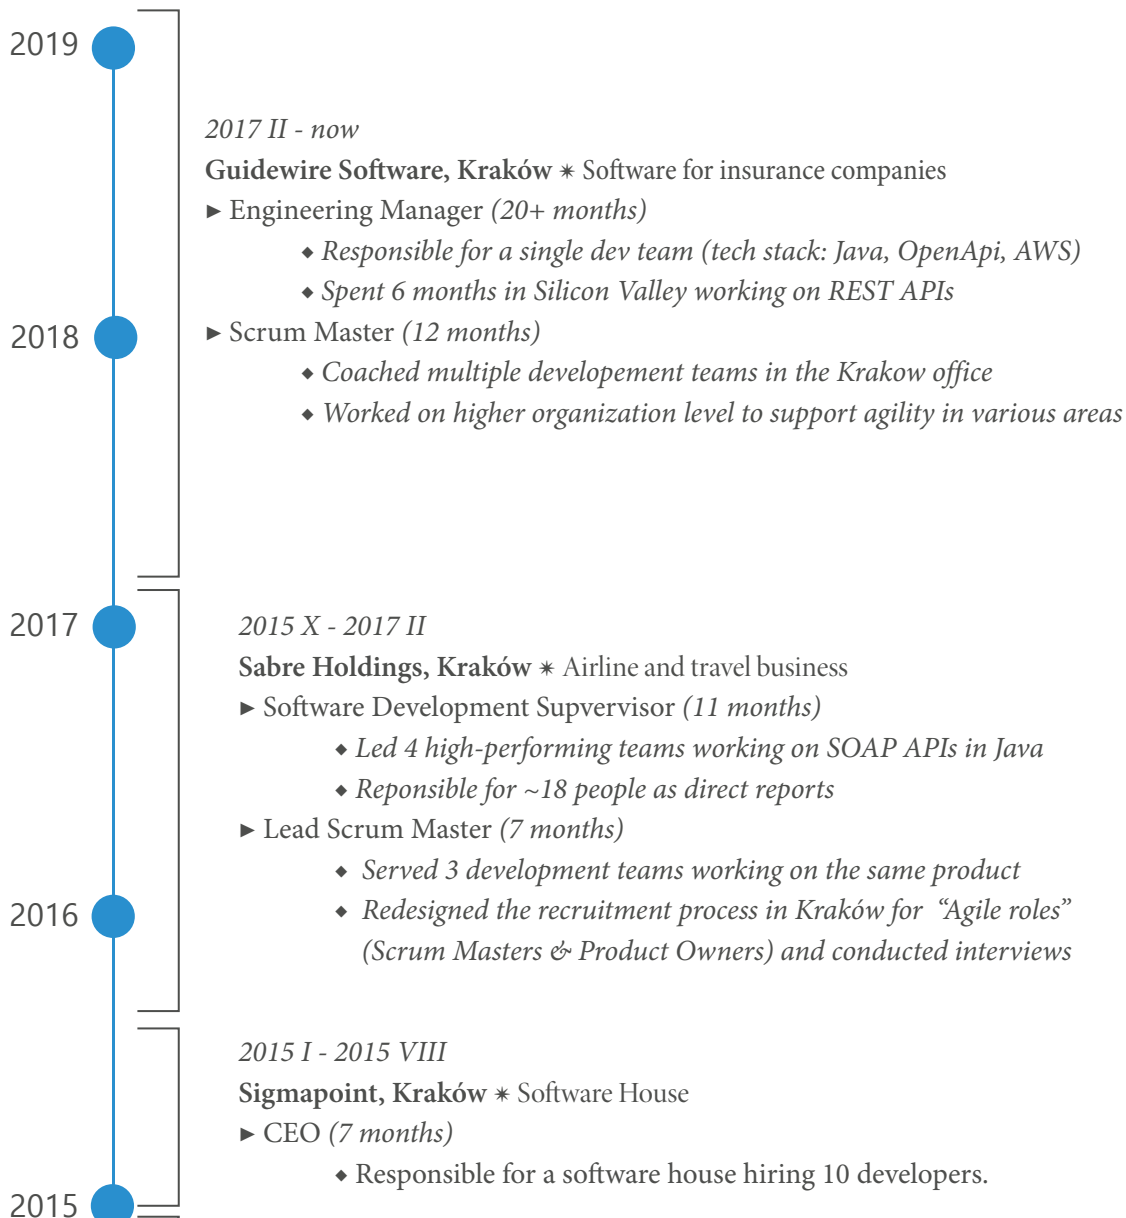 2019
2017 II - now
Guidewire Software, Kraków ✴ Software for insurance companies
► Engineering Manager (20+ months)
◆ Responsible for a single dev team (tech stack: Java, OpenApi, AWS)
◆ Spent 6 months in Silicon Valley working on REST APIs
2018
► Scrum Master (12 months)
◆ Coached multiple developement teams in the Krakow office
◆ Worked on higher organization level to support agility in various areas
2017
2015 X - 2017 II
Sabre Holdings, Kraków ✴ Airline and travel business
► Software Development Supvervisor (11 months)
◆ Led 4 high-performing teams working on SOAP APIs in Java
◆ Reponsible for ~18 people as direct reports
► Lead Scrum Master (7 months)
◆ Served 3 development teams working on the same product
2016
◆ Redesigned the recruitment process in Kraków for “Agile roles”
(Scrum Masters & Product Owners) and conducted interviews
2015 I - 2015 VIII
Sigmapoint, Kraków ✴ Software House
► CEO (7 months)
◆ Responsible for a software house hiring 10 developers.
2015